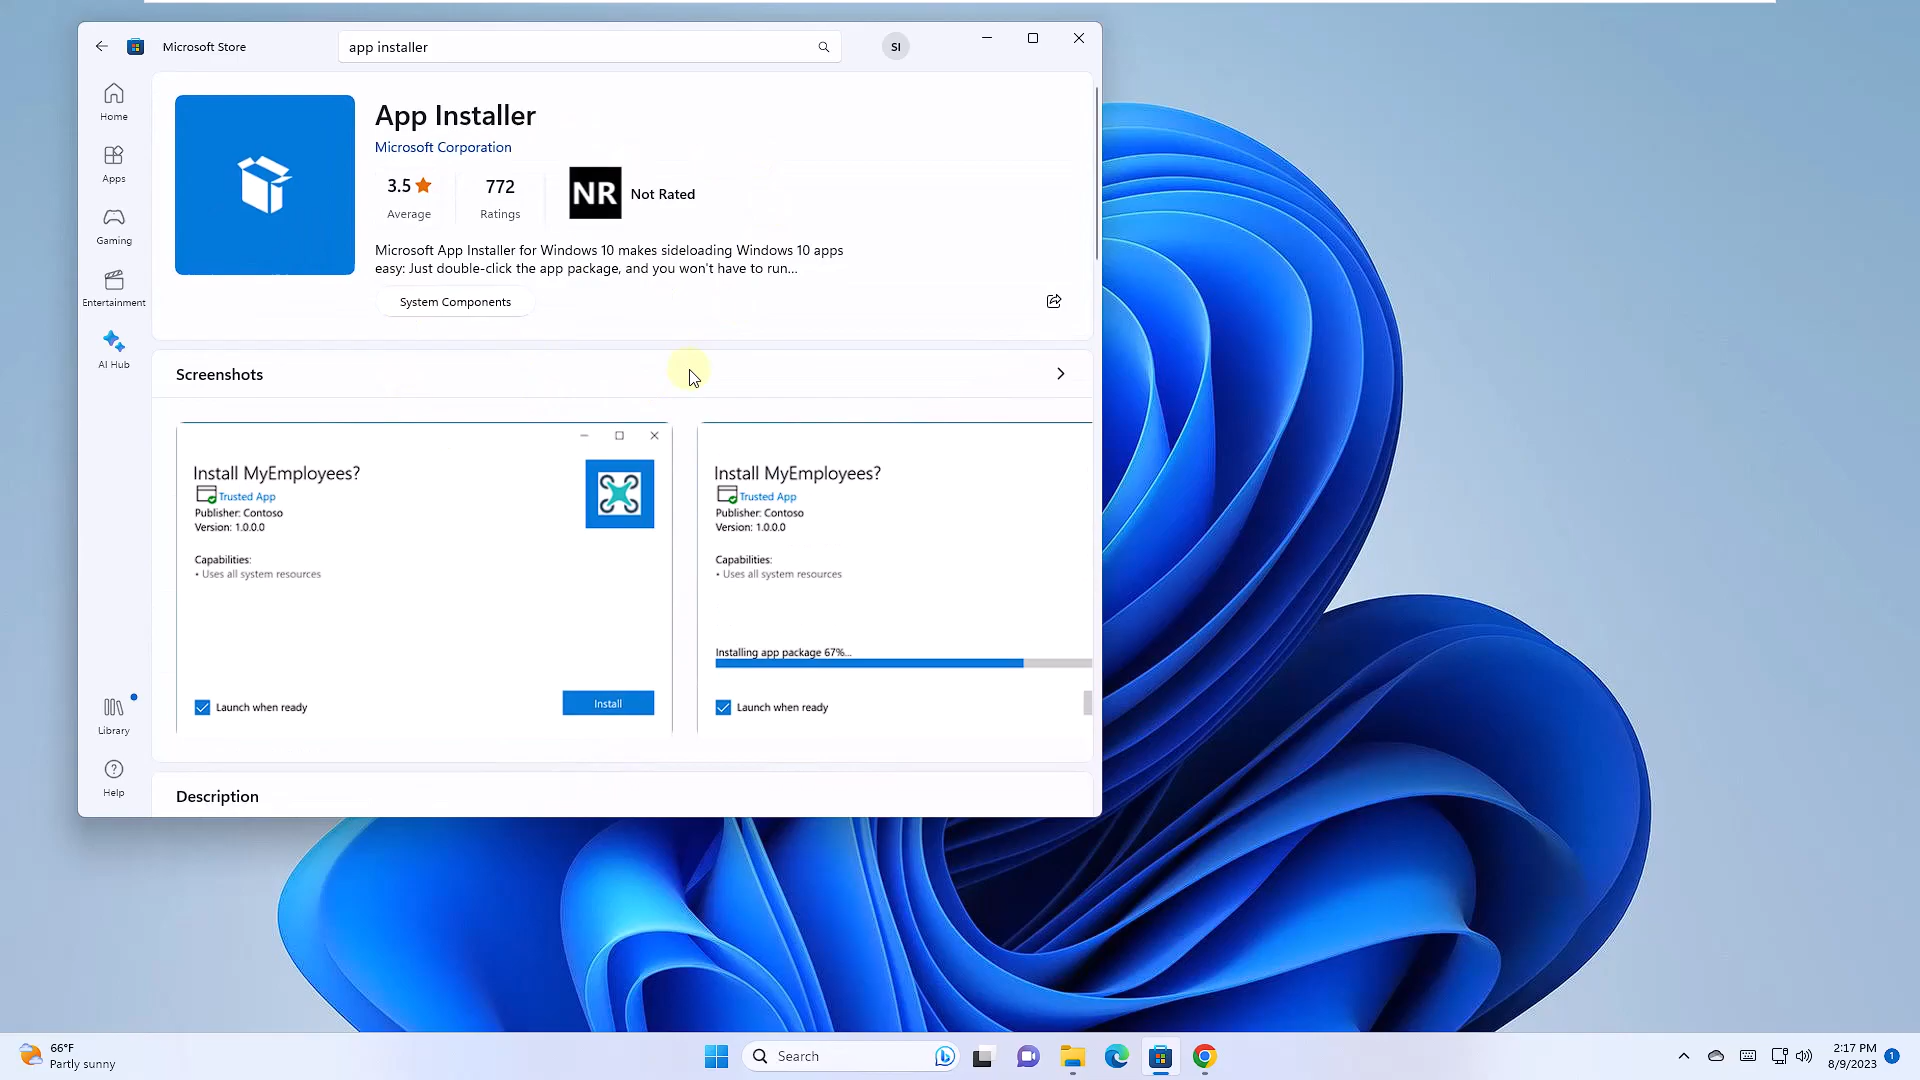 Microsoft Store
app installer
SI
Home
Apps
Gaming
Entertainment
AI Hub
Library
Help
App Installer
Microsoft Corporation
3.5
Average
772
Ratings
NR
Not Rated
Microsoft App Installer for Windows 10 makes sideloading Windows 10 apps
easy: Just double-click the app package, and you won't have to run...
System Components
Screenshots
Install MyEmployees?
Trusted App
Publisher: Contoso
Version: 1.0.0.0
Capabilities:
• Uses all system resources
Launch when ready
Install
Install MyEmployees?
Trusted App
Publisher: Contoso
Version: 1.0.0.0
Capabilities:
• Uses all system resources
Installing app package 67%...
Launch when ready
Description
66°F
Partly sunny
Search
2:17 PM
8/9/2023
1